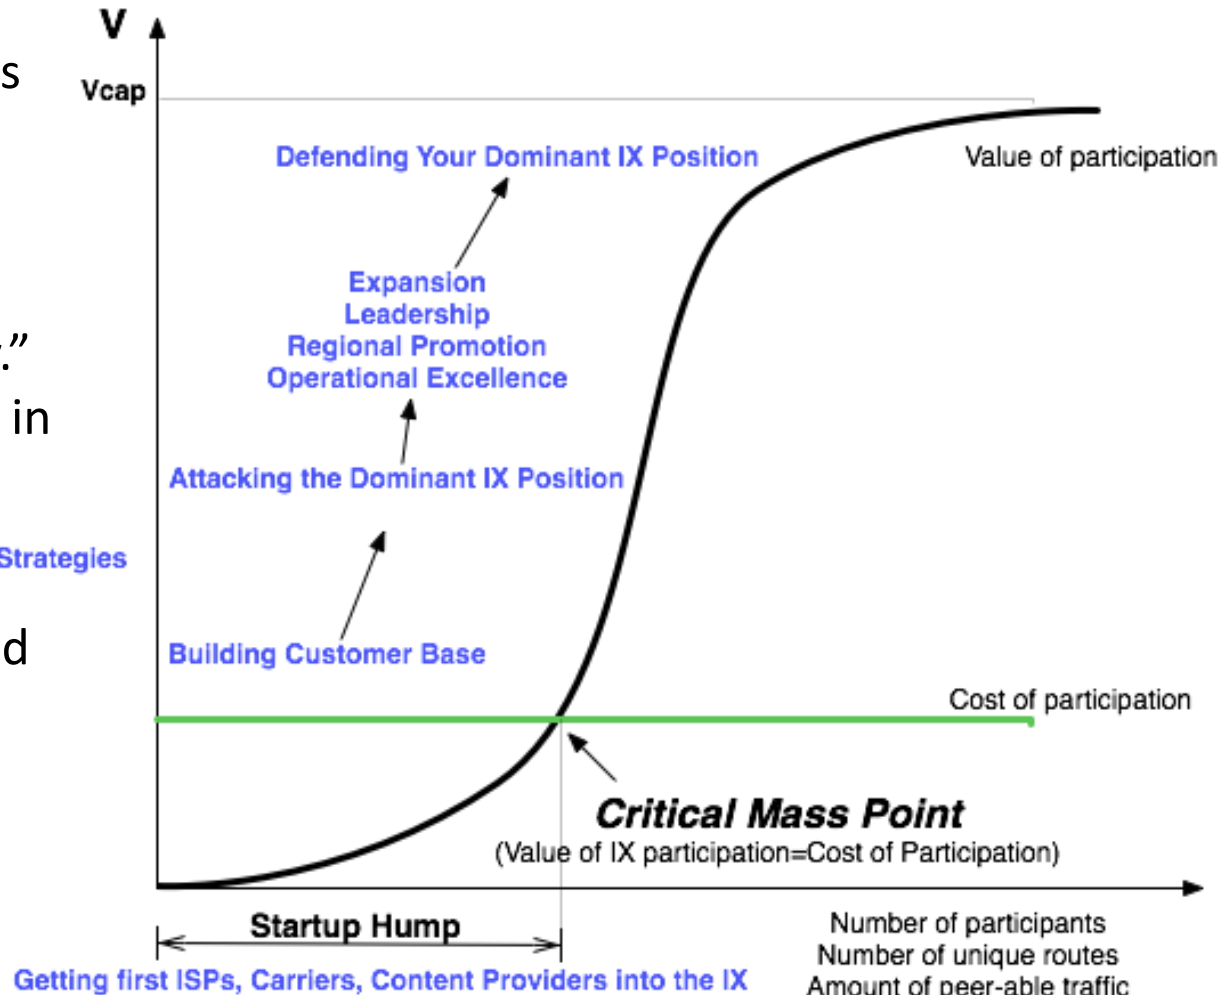 V
s
Vcap
Defending Your Dominant IX Position
Value of participation
Expansion
Leadership
Regional Promotion
.”
Operational Excellence
in
Attacking the Dominant IX Position
Strategies
d
Building Customer Base
Cost of participation
Critical Mass Point
(Value of IX participation=Cost of Participation)
Startup Hump
Number of participants
Number of unique routes
Getting first ISPs, Carriers, Content Providers into the IX
Amount of peer-able traffic